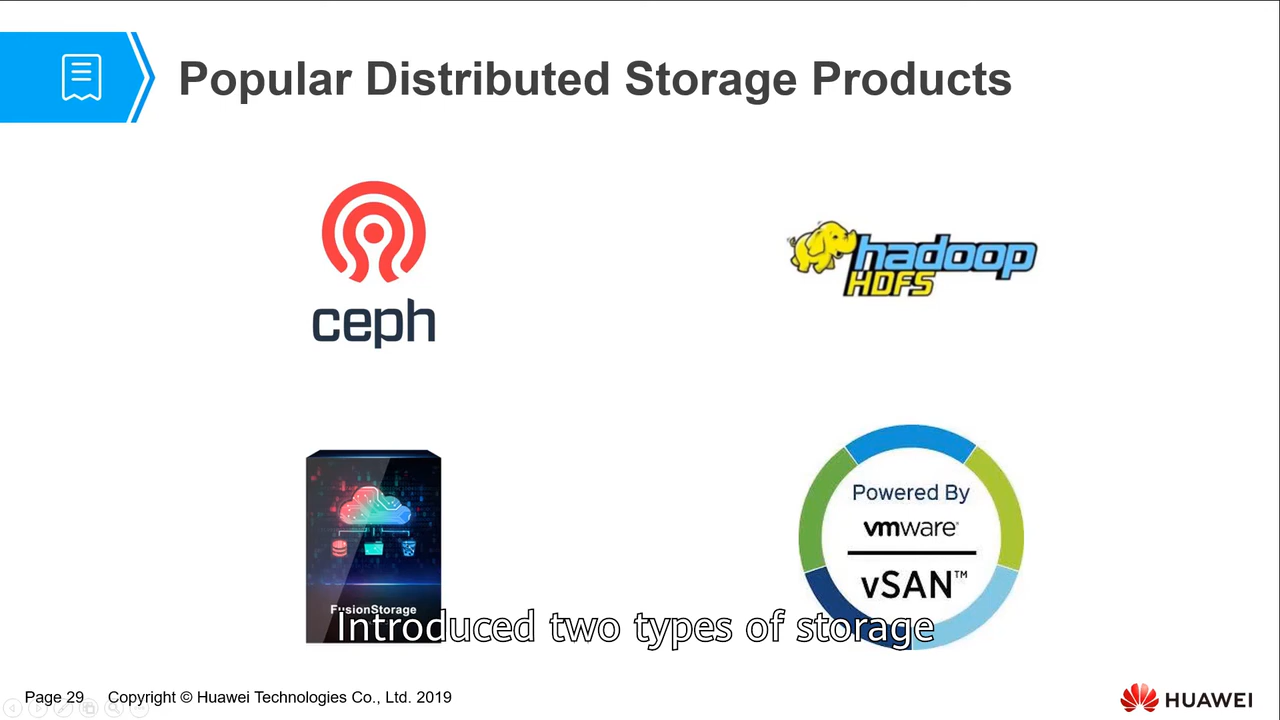 Popular Distributed Storage Products
ceph
hadoop
HDFS
FusionStorage
Powered By
vmware®
vSAN™
Introduced two types of storage
Page 29
Copyright © Huawei Technologies Co., Ltd. 2019
HUAWEI